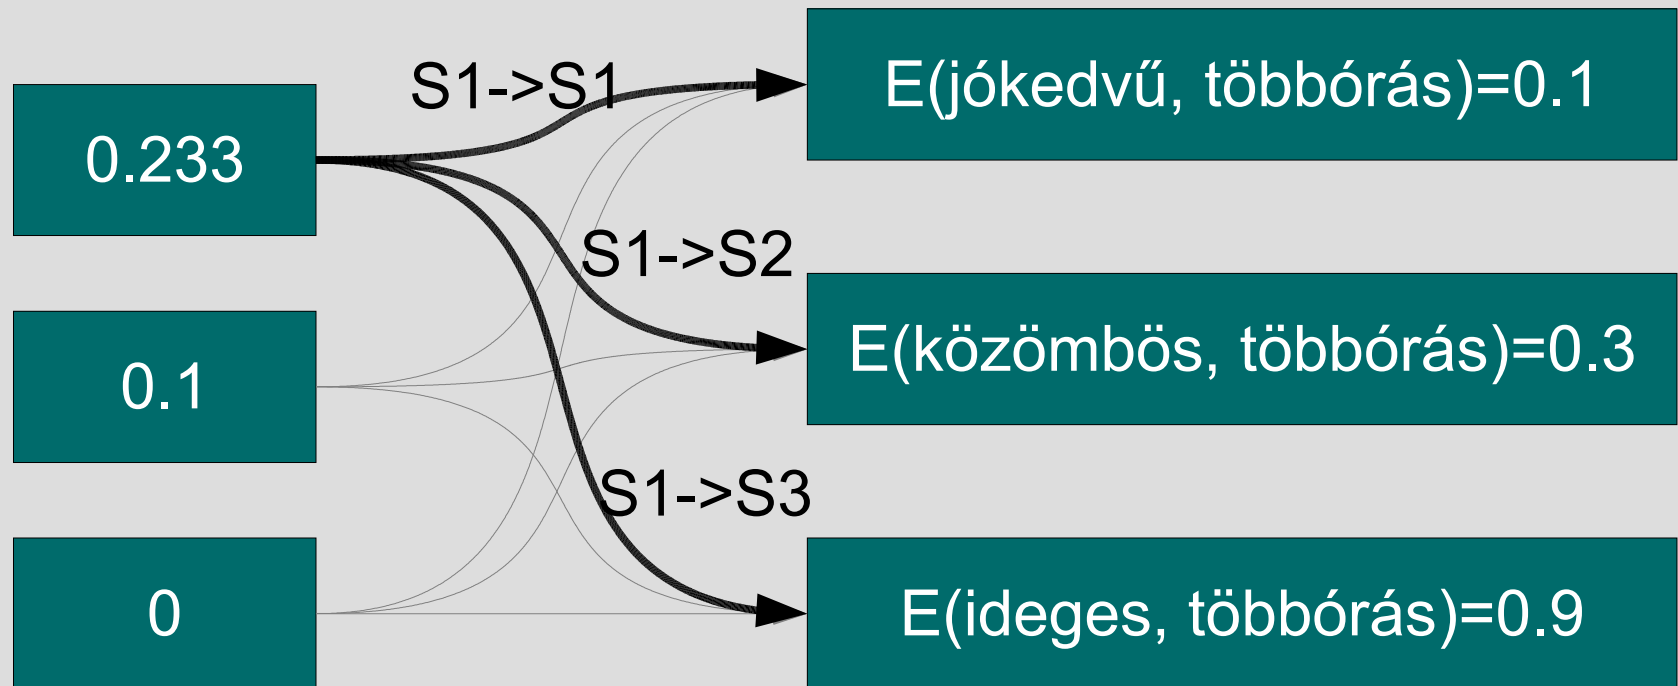 S1->S1
E(jókedvű, többórás)=0.1
0.233
S1->S2
E(közömbös, többórás)=0.3
0.1
S1->S3
E(ideges, többórás)=0.9
0